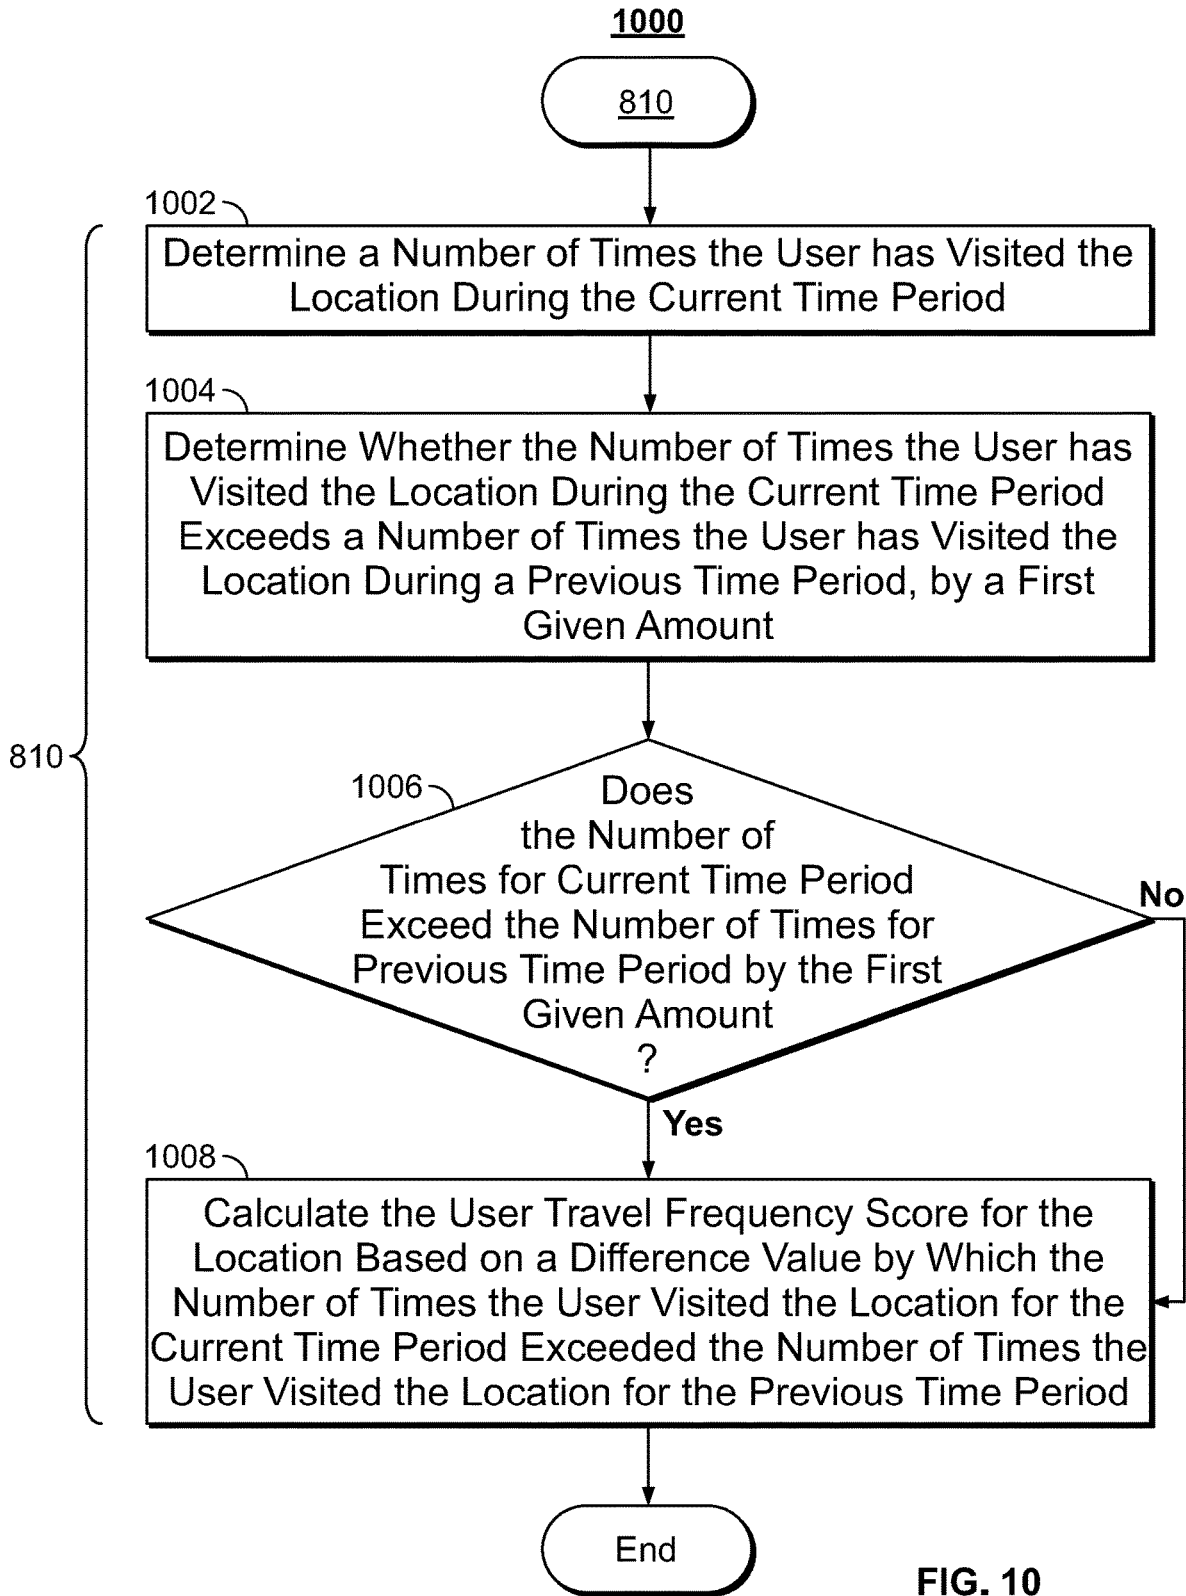 1000
810
1002
Determine a Number of Times the User has Visited the
Location During the Current Time Period
1004
Determine Whether the Number of Times the User has
Visited the Location During the Current Time Period
Exceeds a Number of Times the User has Visited the
Location During a Previous Time Period, by a First
Given Amount
810
1006
Does
the Number of
Times for Current Time Period
Exceed the Number of Times for
Previous Time Period by the First
Given Amount
?
No
Yes
1008
Calculate the User Travel Frequency Score for the
Location Based on a Difference Value by Which the
Number of Times the User Visited the Location for the
Current Time Period Exceeded the Number of Times the
User Visited the Location for the Previous Time Period
End
FIG. 10